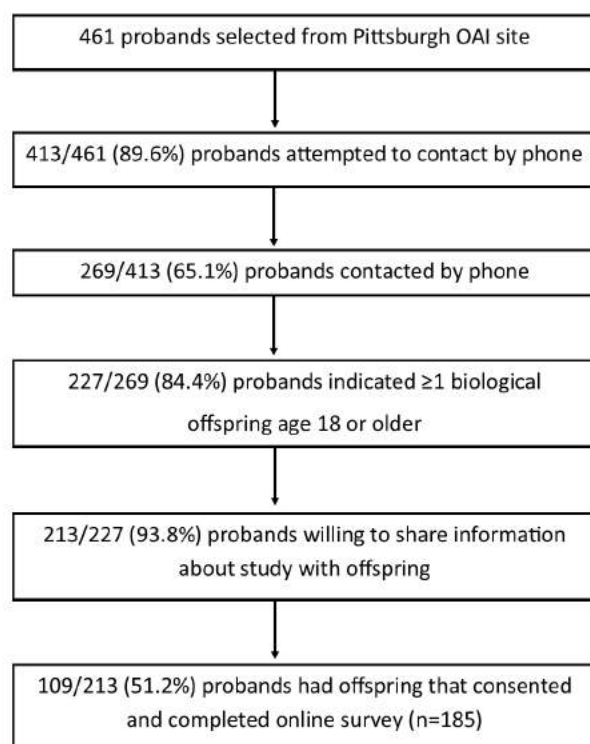 461 probands selected from Pittsburgh OAI site
413/461 (89.6%) probands attempted to contact by phone
269/413 (65.1%) probands contacted by phone
227/269 (84.4%) probands indicated ≥1 biological
offspring age 18 or older
213/227 (93.8%) probands willing to share information
about study with offspring
109/213 (51.2%) probands had offspring that consented
and completed online survey (n=185)